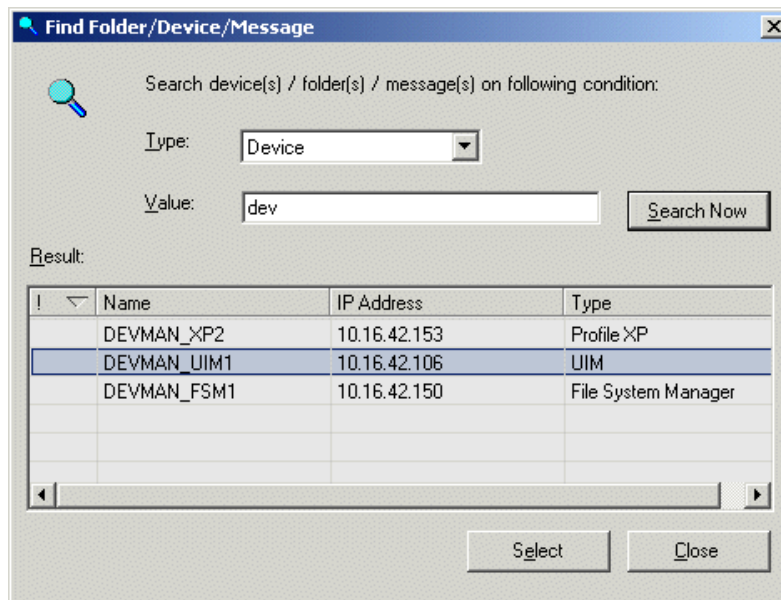 Find Folder/Device/Message
Search device(s) / folder(s) / message(s) on following condition:
Type: Device
Value: dev Search Now
Result:
! Name IP Address Type
DEVMAN_XP2 10.16.42.153 Profile XP
DEVMAN_UIM1 10.16.42.106 UIM
DEVMAN_FSM1 10.16.42.150 File System Manager
Select Close